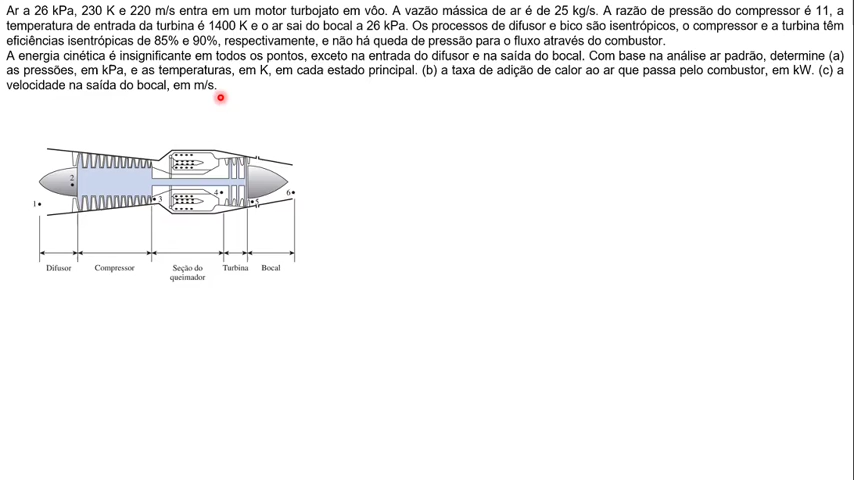 Ar a 26 kPa, 230 K e 220 m/s entra em um motor turbojato em vôo. A vazão mássica de ar é de 25 kg/s. A razão de pressão do compressor é 11, a
temperatura de entrada da turbina é 1400 K e o ar sai do bocal a 26 kPa. Os processos de difusor e bico são isentrópicos, o compressor e a turbina têm
eficiências isentrópicas de 85% e 90%, respectivamente, e não há queda de pressão para o fluxo através do combustor.
A energia cinética é insignificante em todos os pontos, exceto na entrada do difusor e na saída do bocal. Com base na análise ar padrão, determine (a)
as pressões, em kPa, e as temperaturas, em K, em cada estado principal. (b) a taxa de adição de calor ao ar que passa pelo combustor, em kW. (c) a
velocidade na saída do bocal, em m/s.
2
4
6
1
3
5
Difusor Compressor Seção do Turbina Bocal
queimador